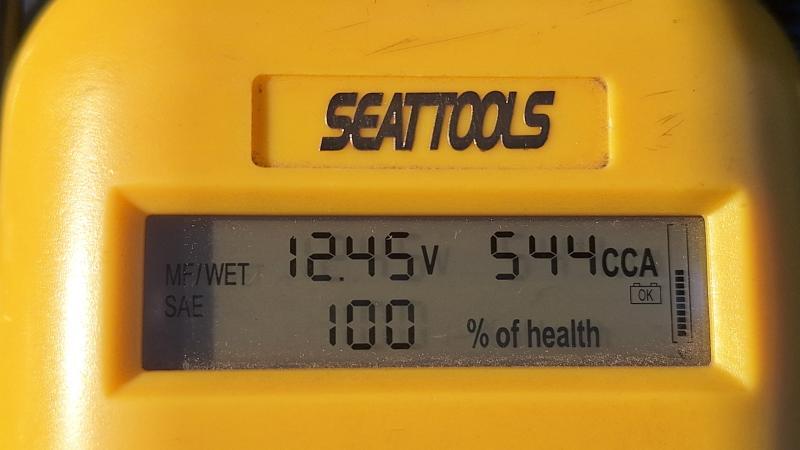 SEATTOOLS
MF/WET 12.45V 544CCA
SAE OK
100 % of health